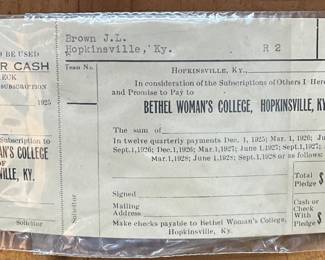 O BE USED
R CASH
ECK
SUBSCRIPTION
1925
to
N'S COLLEGE
OF
LE, KY.
Solicitor
Brown J.L.
Hopkinsville, Ky. R 2
Team No.
Solicitor
HOPKINSVILLE, KY.,
In consideration of the Subscriptions of Others I Here
and Promise to Pay to
BETHEL WOMAN'S COLLEGE, HOPKINSVILLE, KY
The sum of
In twelve quarterly payments Dec. 1, 1925; Mar. 1, 1926; June
Sept.1,1926; Dec.1,1926; Mar.1,1927; June 1,1927; Sept.1,1927; De
Mar.1,1928; June 1,1928; Sept.1,1928 or as follows:
Total $
Pledge
Signed
Mailing
Address
Cash or
Check $
With
Pledge
Make checks payable to Bethel Woman's College,
Hopkinsville, Ky.